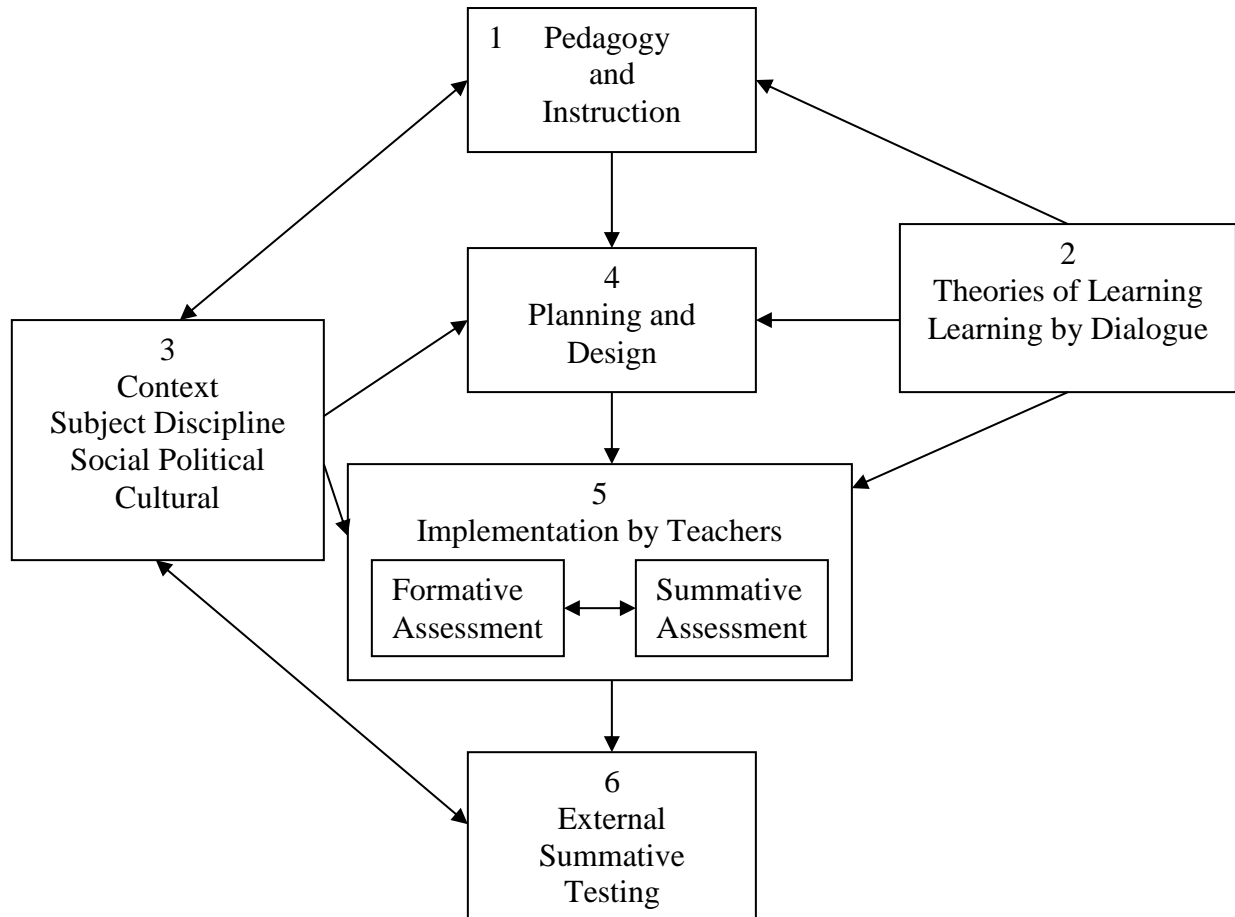 1 Pedagogy
and
Instruction
2
Theories of Learning
Learning by Dialogue
3
Context
Subject Discipline
Social Political
Cultural
4
Planning and
Design
5
Implementation by Teachers
Formative
Assessment
Summative
Assessment
6
External
Summative
Testing